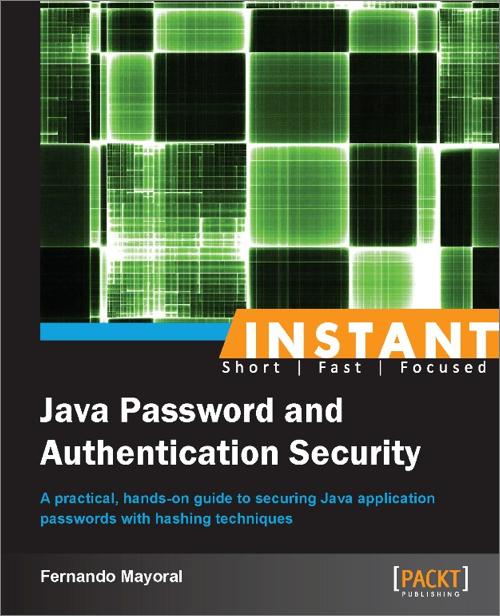 INSTANT
Short | Fast | Focused
Java Password and
Authentication Security
A practical, hands-on guide to securing Java application
passwords with hashing techniques
Fernando Mayoral
[PACKT]
PUBLISHING